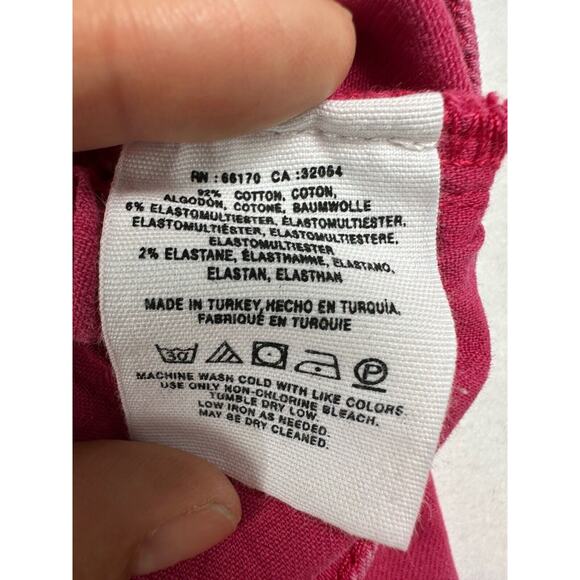 RN : 66170 CA :32054
92% COTTON, COTON,
ALGODÓN, COTONE, BAUMWOLLE
6% ELASTOMULTIESTER, ELASTOMULTIESTER,
ELASTOMULTIÉSTER, ELASTOMULTIESTERE,
ELASTOMULTIESTER
2% ELASTANE, ÉLASTHANNE, ELASTANO,
ELASTAN, ELASTHAN
MADE IN TURKEY, HECHO EN TURQUÍA,
FABRIQUÉ EN TURQUIE
30 P
MACHINE WASH COLD WITH LIKE COLORS.
USE ONLY NON-CHLORINE BLEACH.
TUMBLE DRY LOW.
LOW IRON AS NEEDED.
MAY BE DRY CLEANED.